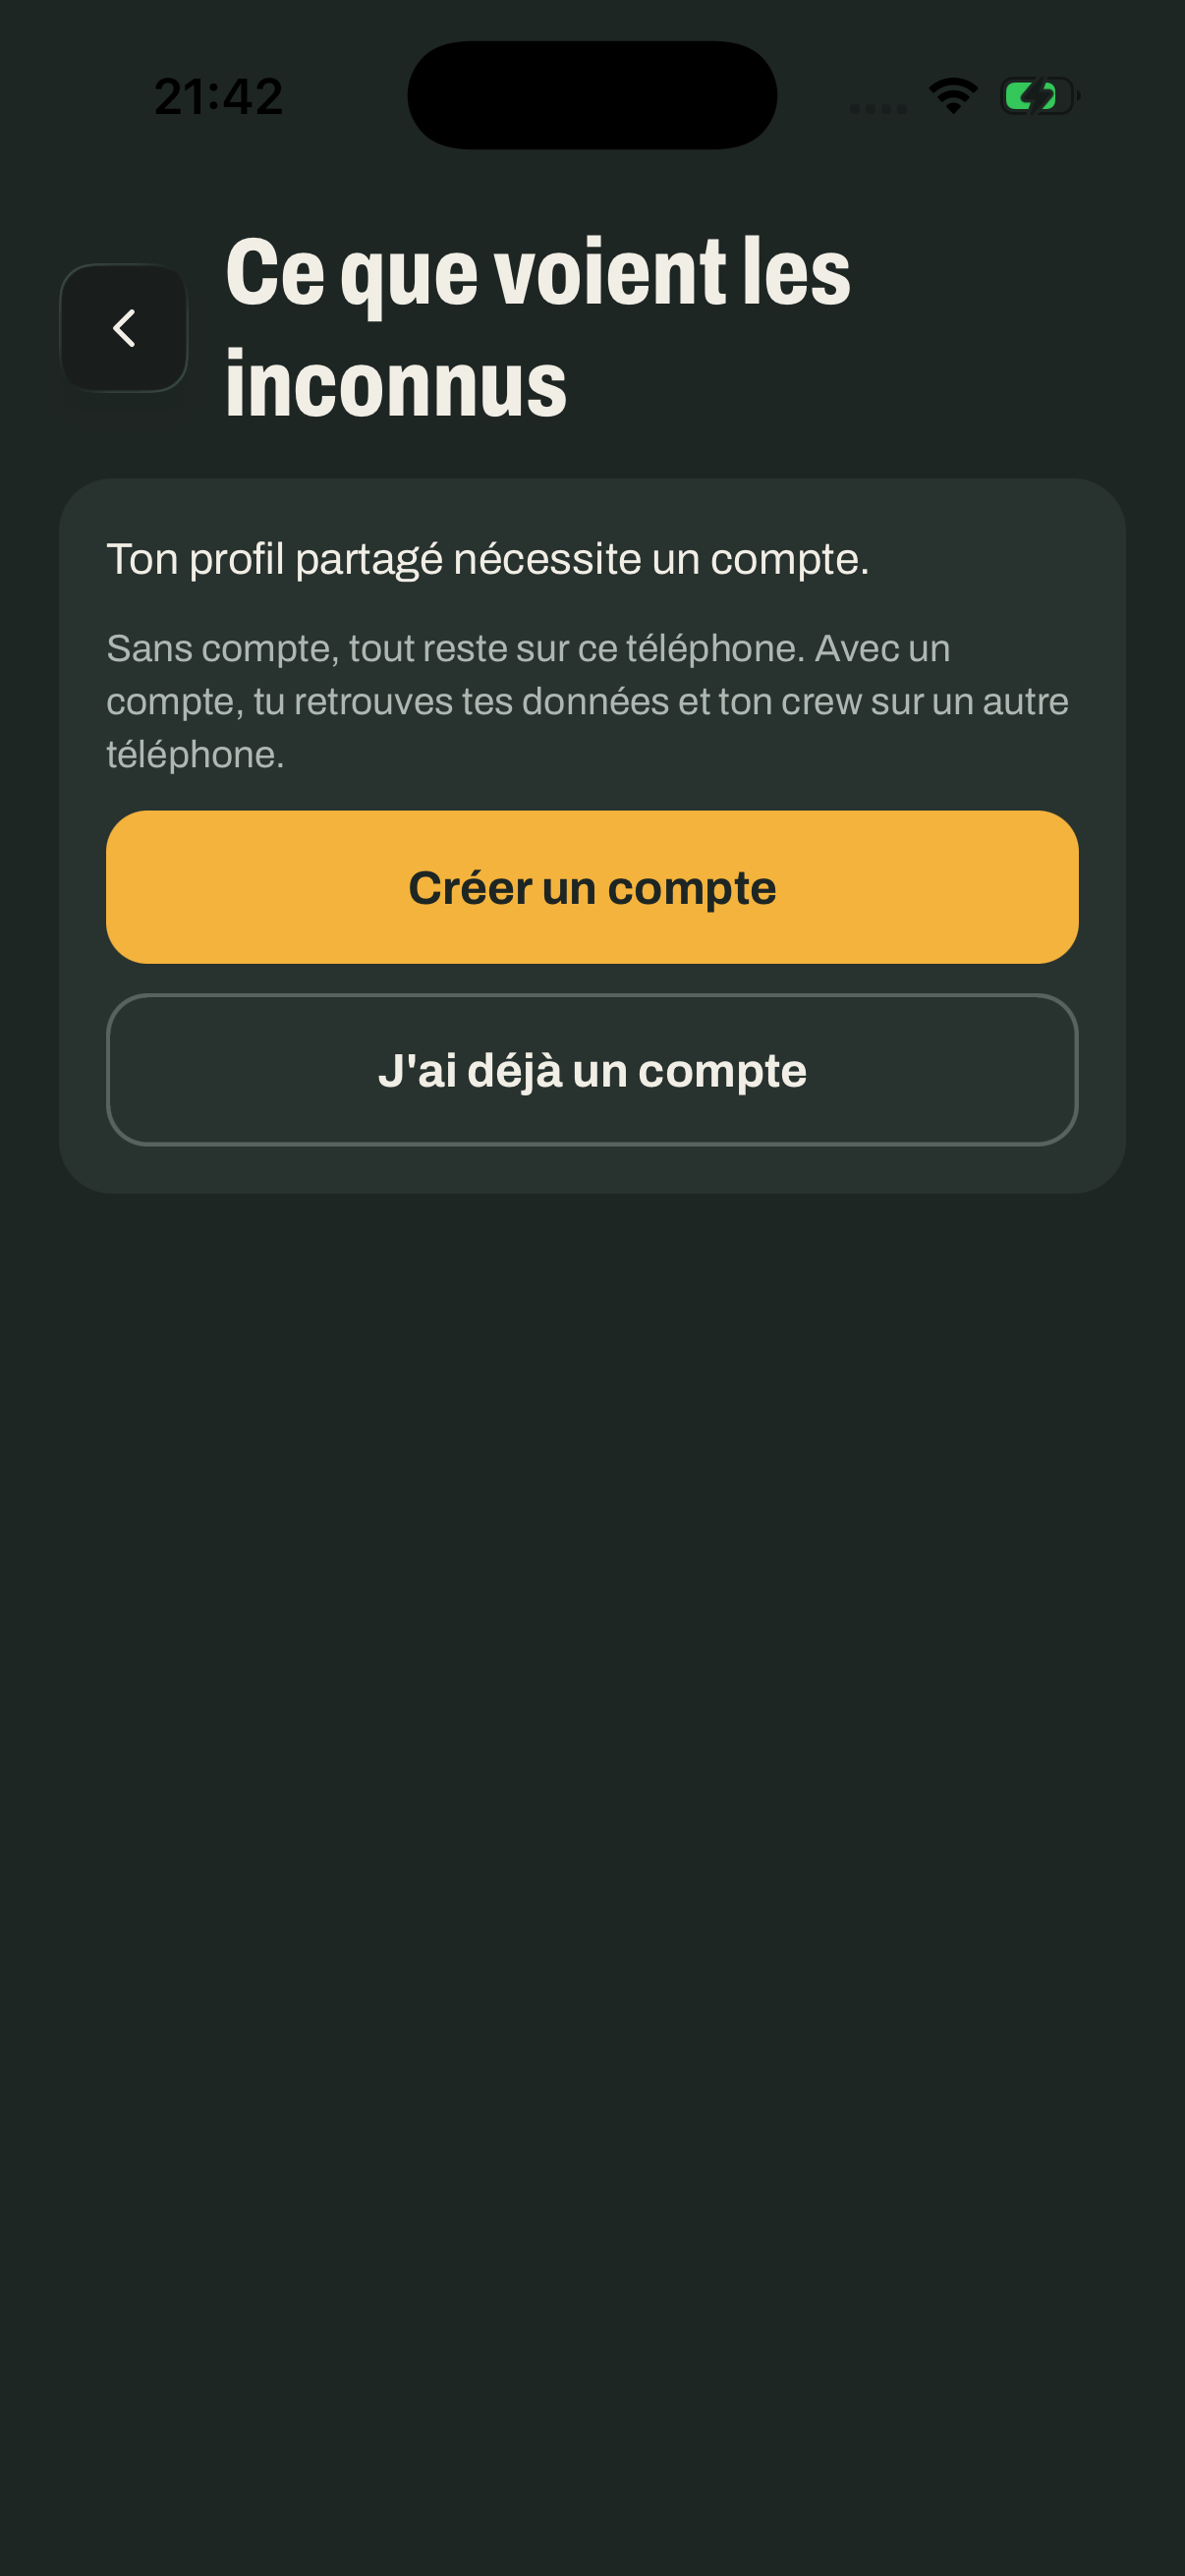 21:42
Ce que voient les
inconnus
Ton profil partagé nécessite un compte.
Sans compte, tout reste sur ce téléphone. Avec un
compte, tu retrouves tes données et ton crew sur un autre
téléphone.
Créer un compte
J'ai déjà un compte